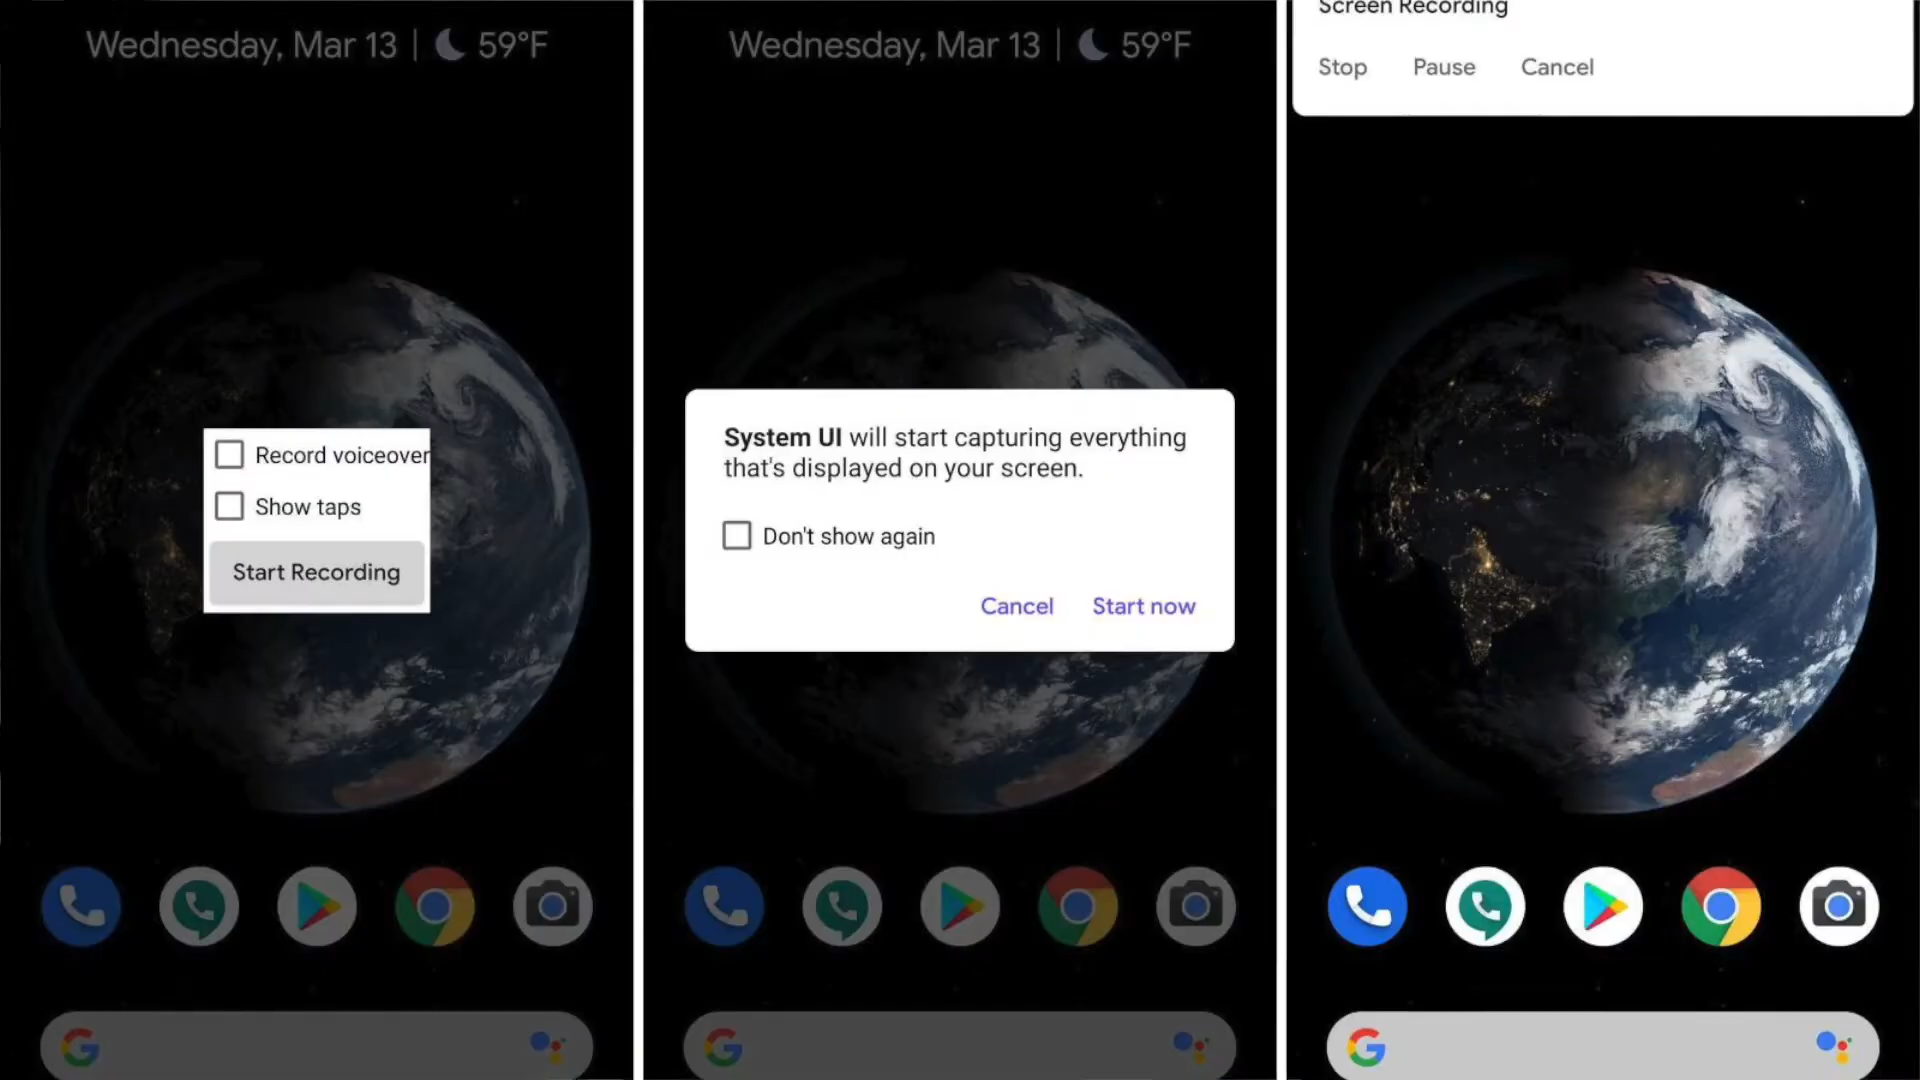 Wednesday, Mar 13 | 59°F
Record voiceover
Show taps
Start Recording
Wednesday, Mar 13 | 59°F
System UI will start capturing everything
that's displayed on your screen.
Don't show again
Cancel Start now
Screen Recording
Stop Pause Cancel